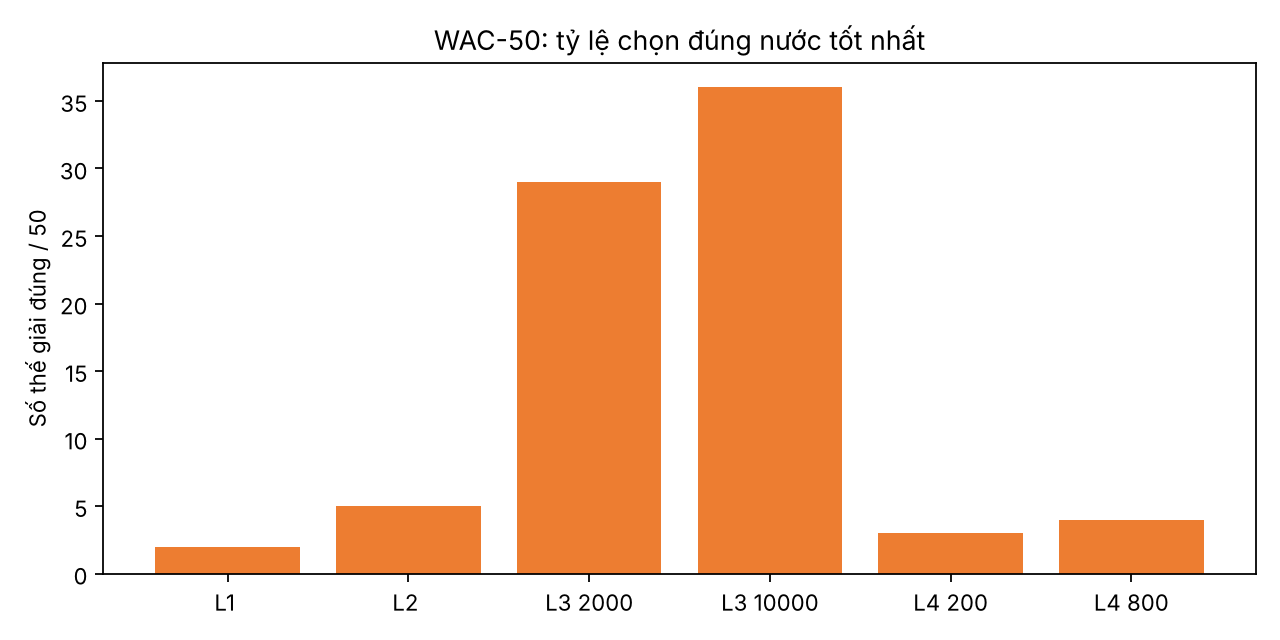 WAC-50: tỷ lệ chọn đúng nước tốt nhất
Số thế giải đúng / 50
35
30
25
20
15
10
5
0
L1
L2
L3 2000
L3 10000
L4 200
L4 800